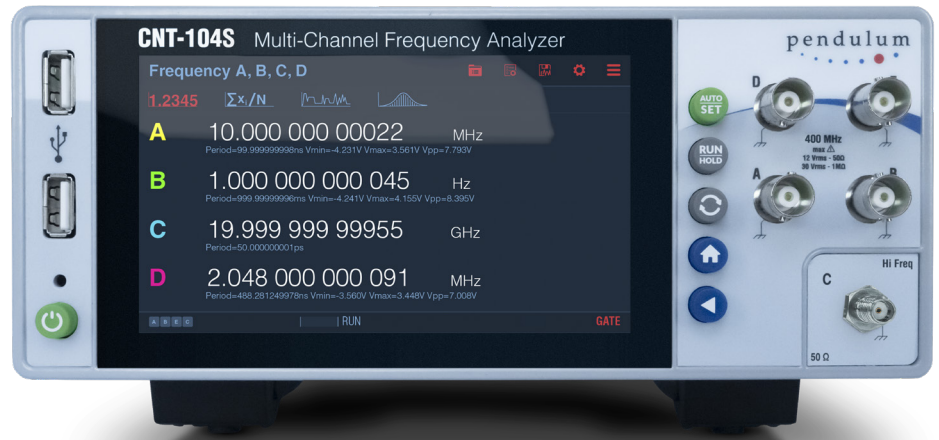 CNT-104S Multi-Channel Frequency Analyzer
pendulum
Frequency A, B, C, D
1.2345 ∑xᵢ/N
A 10.000 000 00022 MHz
Period=99.999999998ns Vmin=-4.231V Vmax=3.561V Vpp=7.793V
B 1.000 000 000 045 Hz
Period=999.99999996ms Vmin=-4.241V Vmax=4.155V Vpp=8.395V
C 19.999 999 99955 GHz
Period=50.000000001ps
D 2.048 000 000 091 MHz
Period=488.281249978ns Vmin=-3.560V Vmax=3.448V Vpp=7.008V
A B E C RUN GATE
AUTO
SET
RUN
HOLD
D
400 MHz
max ⚠
12 Vrms - 50Ω
36 Vrms - 1MΩ
A B
Hi Freq
C
50 Ω